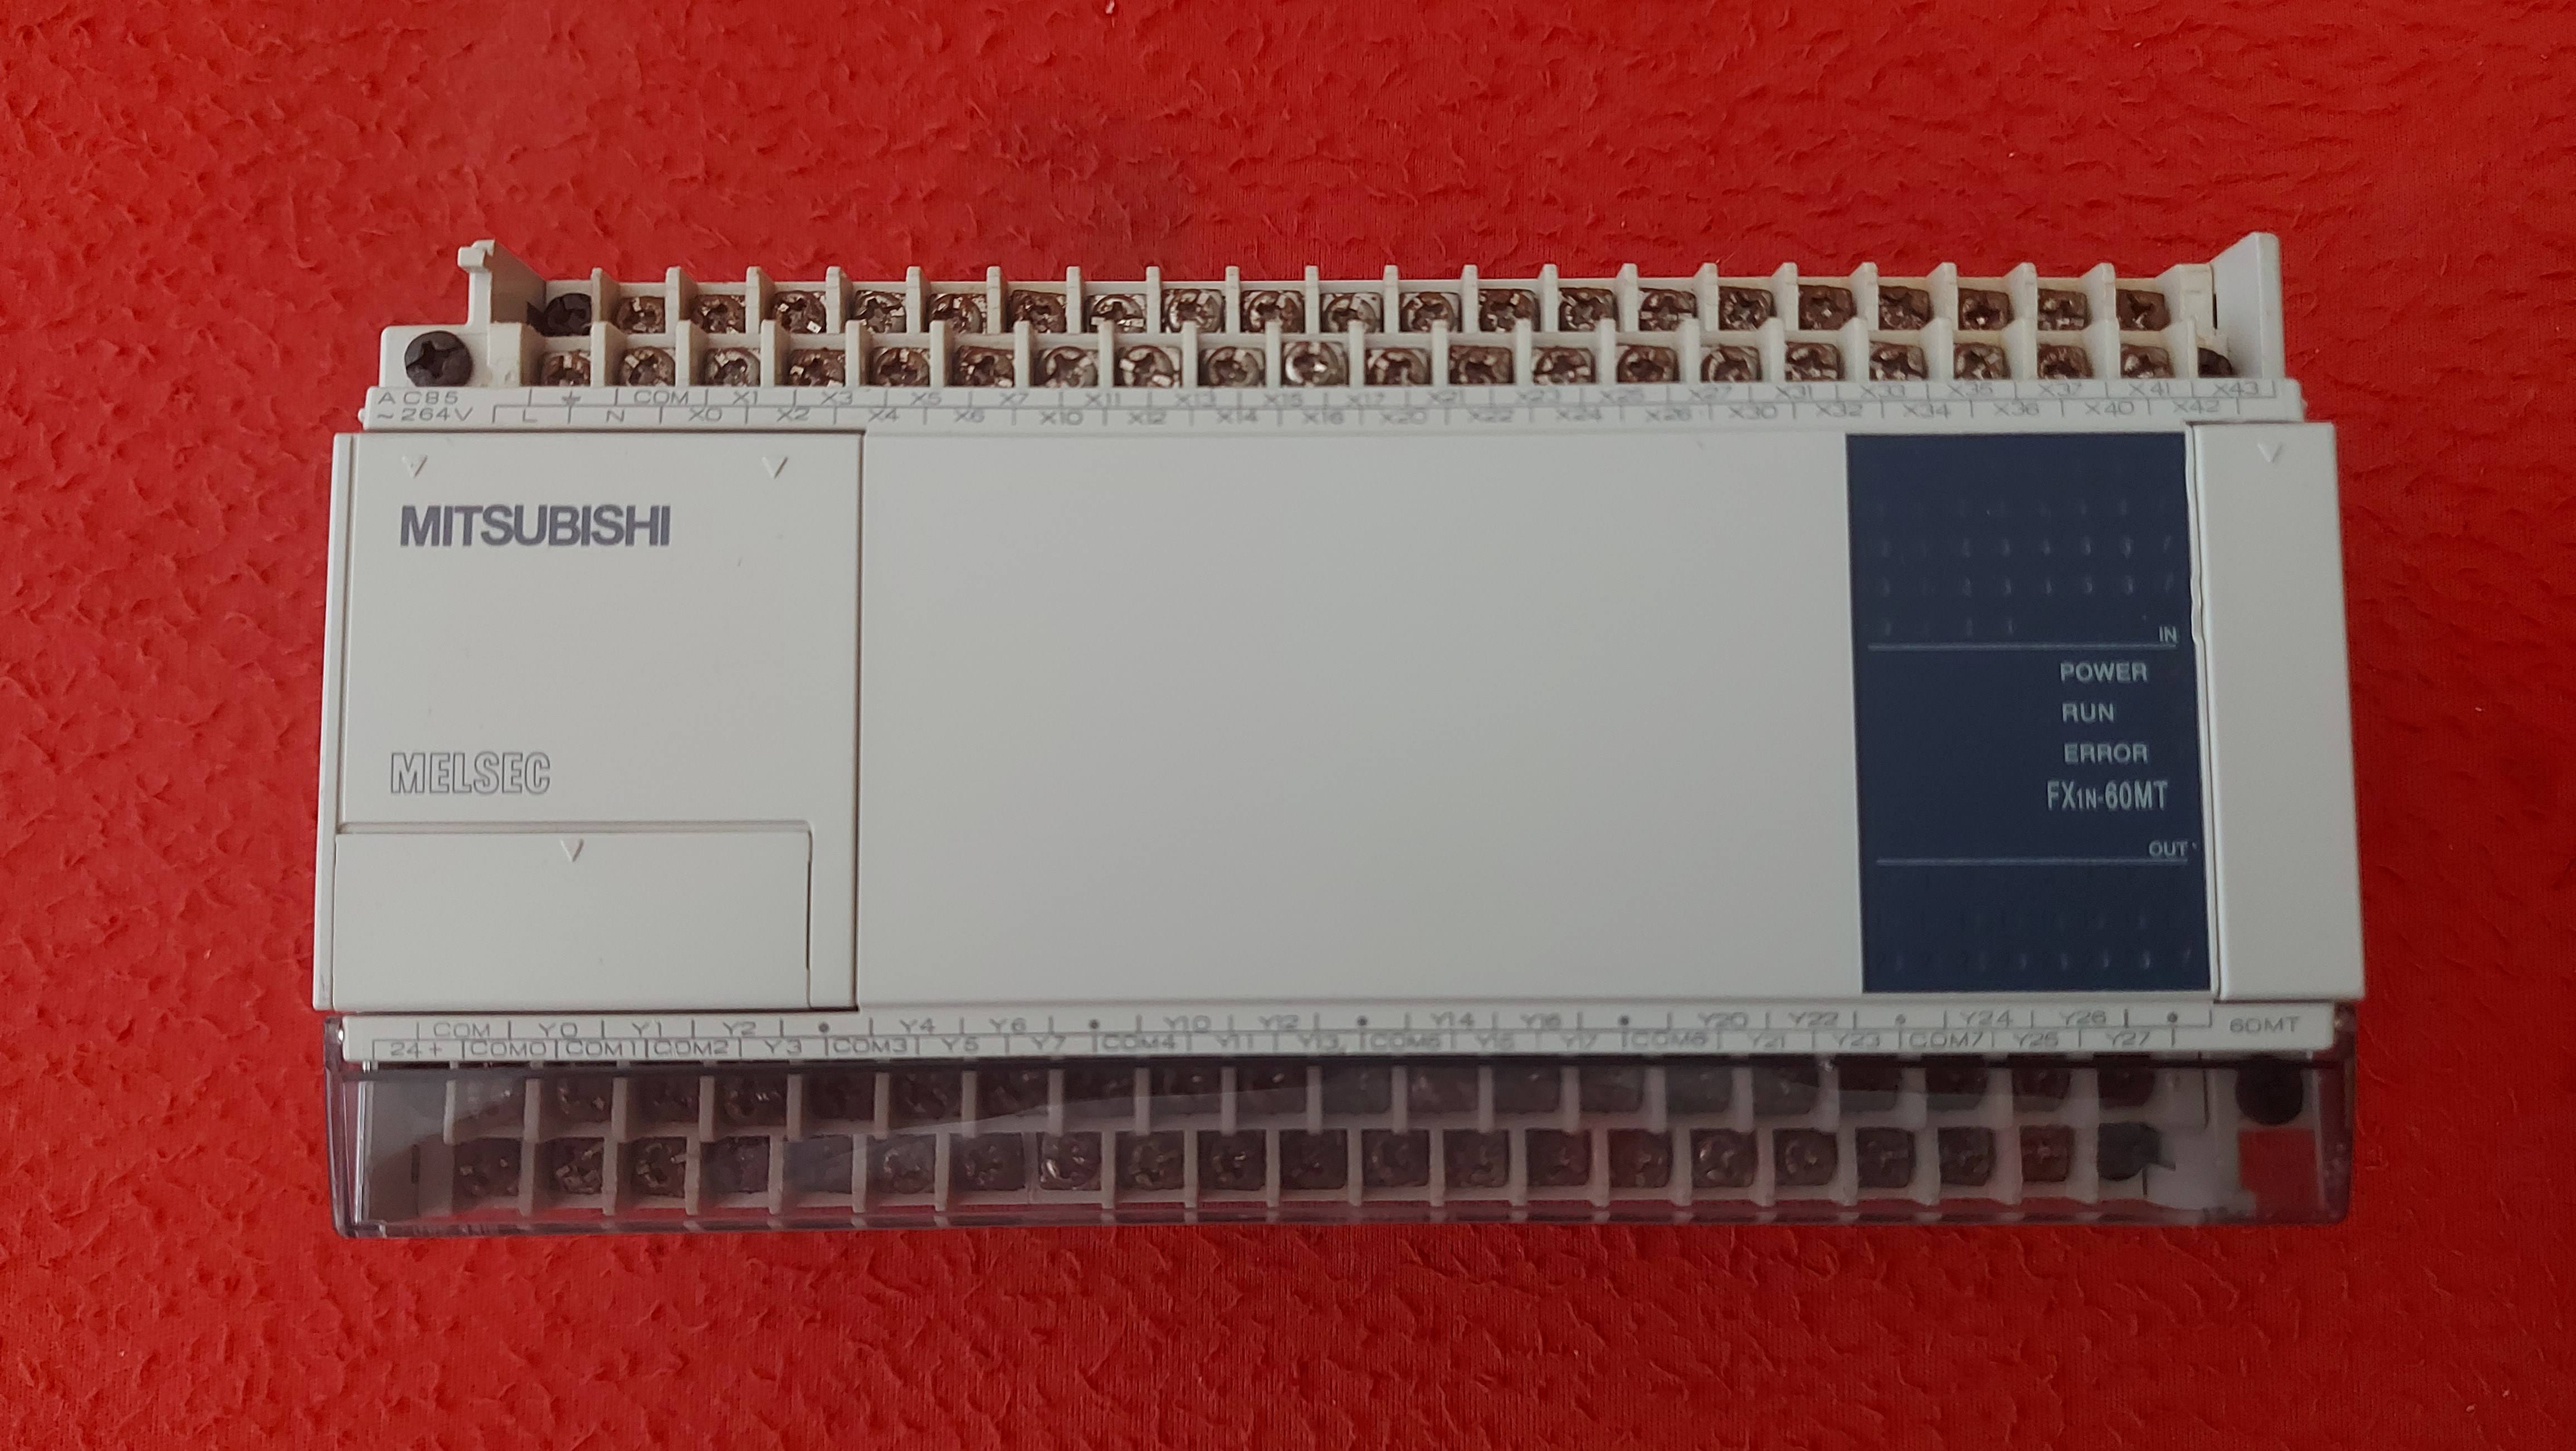 AC85 ⏚ COM X1 X3 X5 X7 X11 X13 X15 X17 X21 X23 X25 X27 X31 X33 X35 X37 X41 X43
~264V L N X0 X2 X4 X6 X10 X12 X14 X16 X20 X22 X24 X26 X30 X32 X34 X36 X40 X42
MITSUBISHI
MELSEC
IN
POWER
RUN
ERROR
FX1N-60MT
OUT
COM Y0 Y1 Y2 • Y4 Y6 • Y10 Y12 • Y14 Y16 • Y20 Y22 • Y24 Y26 •
24+ COM0 COM1 COM2 Y3 COM3 Y5 Y7 COM4 Y11 Y13 COM5 Y15 Y17 COM6 Y21 Y23 COM7 Y25 Y27
60MT